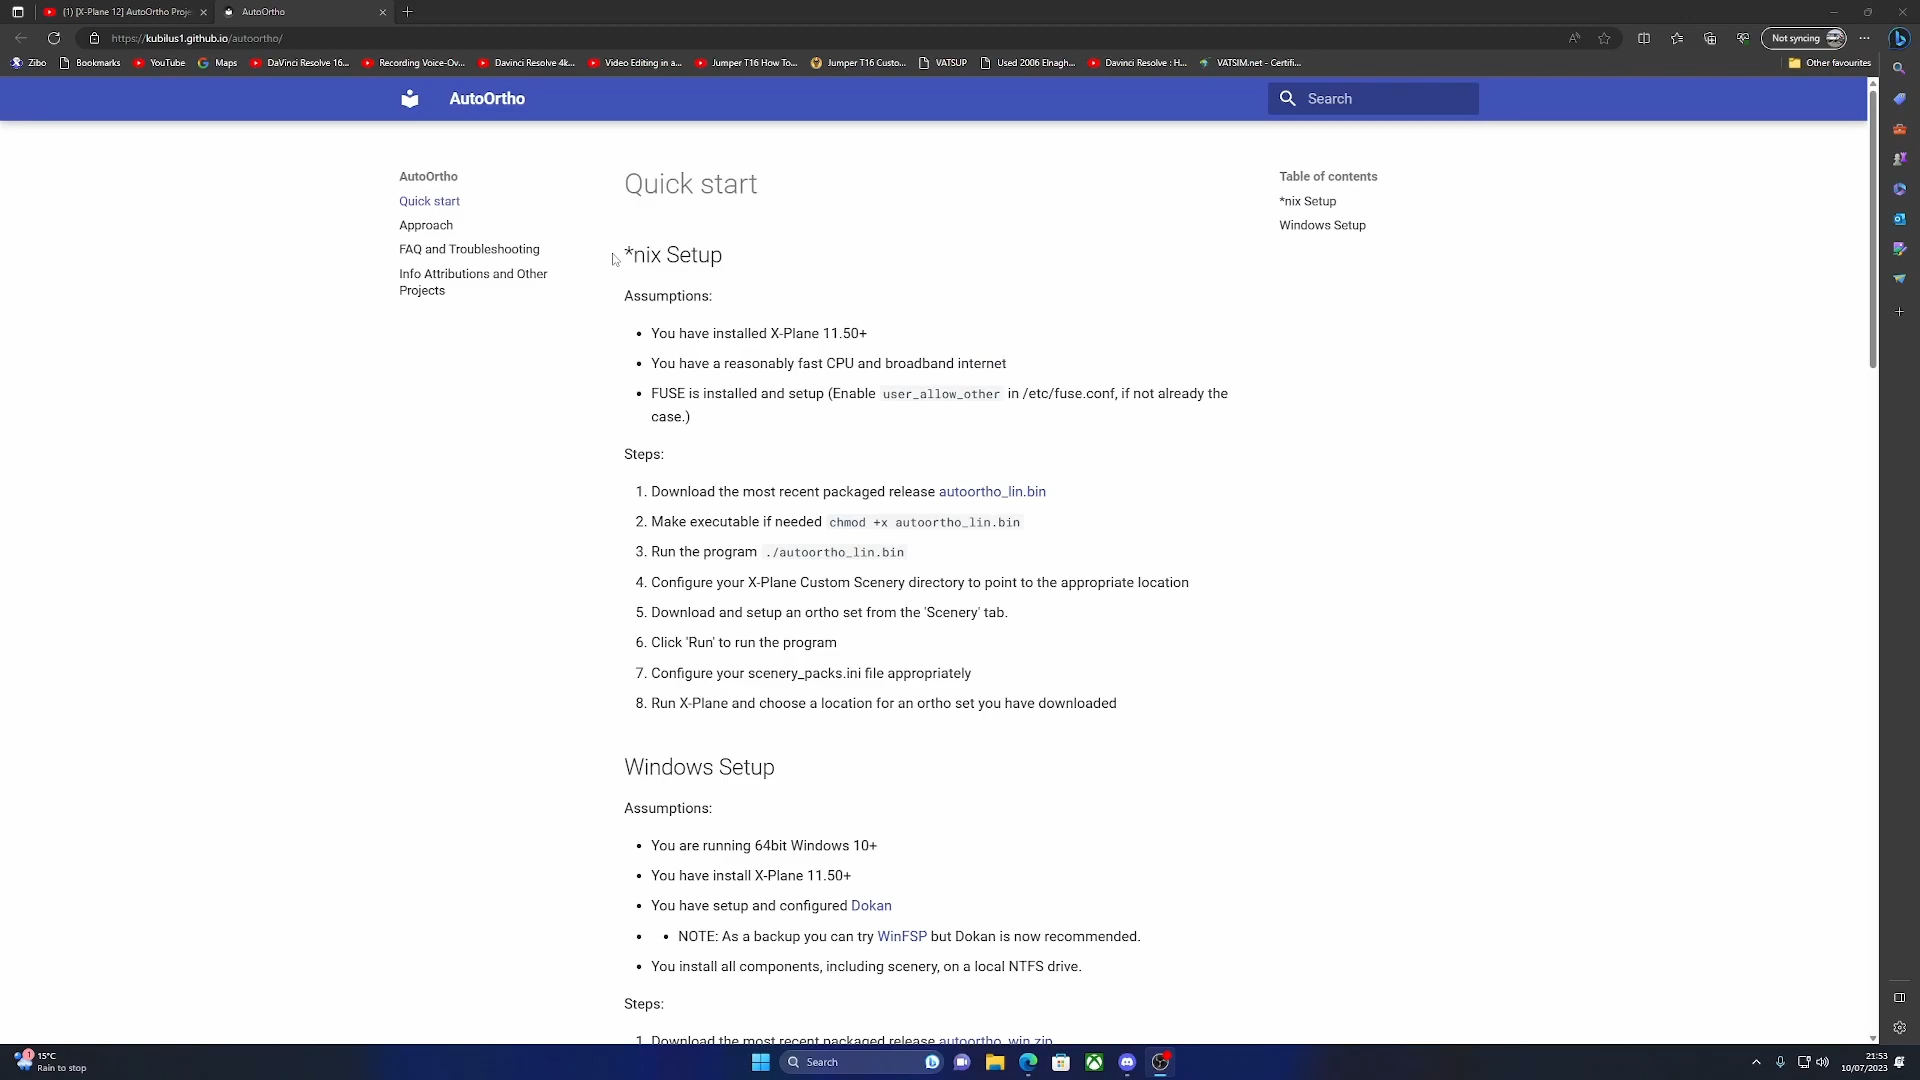 (1) [X-Plane 12] AutoOrtho Proje
AutoOrtho
https://kubilus1.github.io/autoortho/
Not syncing
Zibo
Bookmarks
YouTube
Maps
DaVinci Resolve 16...
Recording Voice-Ov...
Davinci Resolve 4k...
Video Editing in a...
Jumper T16 How To...
Jumper T16 Custo...
VATSUP
Used 2006 Elnagh...
Davinci Resolve : H...
VATSIM.net - Certifi...
Other favourites
AutoOrtho
Search
AutoOrtho
Quick start
Approach
FAQ and Troubleshooting
Info Attributions and Other
Projects
Quick start
*nix Setup
Assumptions:
• You have installed X-Plane 11.50+
• You have a reasonably fast CPU and broadband internet
• FUSE is installed and setup (Enable user_allow_other in /etc/fuse.conf, if not already the
case.)
Steps:
1. Download the most recent packaged release autoortho_lin.bin
2. Make executable if needed chmod +x autoortho_lin.bin
3. Run the program ./autoortho_lin.bin
4. Configure your X-Plane Custom Scenery directory to point to the appropriate location
5. Download and setup an ortho set from the 'Scenery' tab.
6. Click 'Run' to run the program
7. Configure your scenery_packs.ini file appropriately
8. Run X-Plane and choose a location for an ortho set you have downloaded
Windows Setup
Assumptions:
• You are running 64bit Windows 10+
• You have install X-Plane 11.50+
• You have setup and configured Dokan
• • NOTE: As a backup you can try WinFSP but Dokan is now recommended.
• You install all components, including scenery, on a local NTFS drive.
Steps:
1. Download the most recent packaged release autoortho_win.zip
Table of contents
*nix Setup
Windows Setup
1
15°C
Rain to stop
Search
21:53
10/07/2023